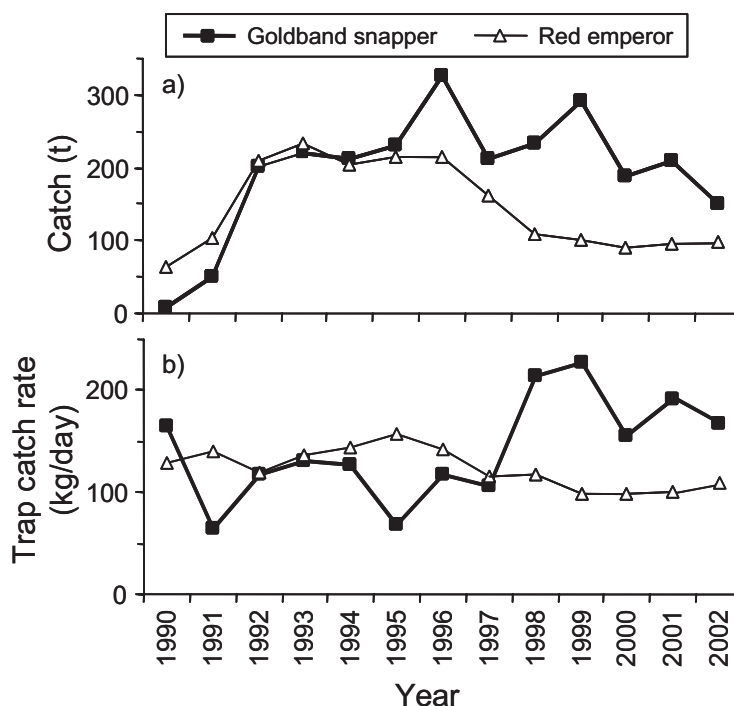 Goldband snapper
Red emperor
a)
Catch (t)
300
200
100
0
b)
Trap catch rate
(kg/day)
200
100
0
1990
1991
1992
1993
1994
1995
1996
1997
1998
1999
2000
2001
2002
Year